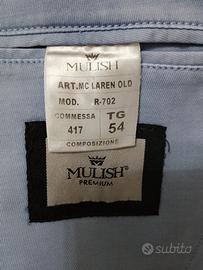 MULISH
ART.MC LAREN OLD
MOD. R-702
COMMESSA TG
417 54
COMPOSIZIONE
MULISH®
PREMIUM
subito